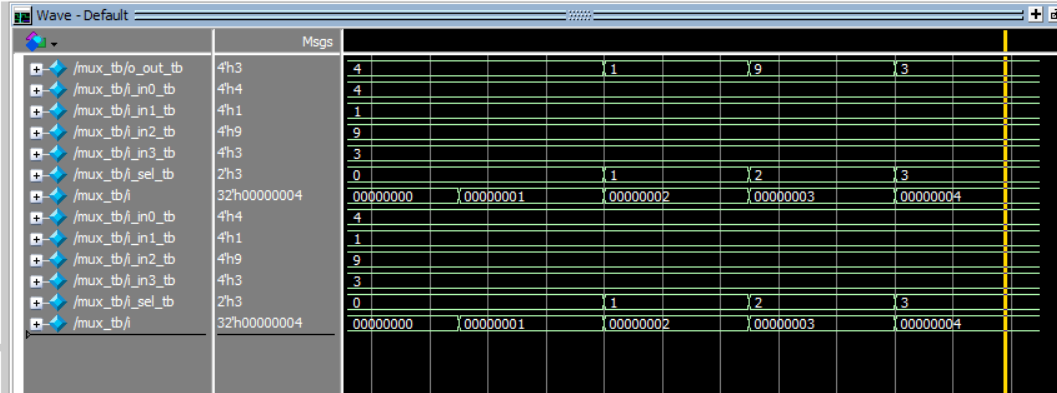 Wave - Default
Msgs
/mux_tb/o_out_tb 4'h3 4 1 9 3
/mux_tb/i_in0_tb 4'h4 4
/mux_tb/i_in1_tb 4'h1 1
/mux_tb/i_in2_tb 4'h9 9
/mux_tb/i_in3_tb 4'h3 3
/mux_tb/i_sel_tb 2'h3 0 1 2 3
/mux_tb/i 32'h00000004 00000000 00000001 00000002 00000003 00000004
/mux_tb/i_in0_tb 4'h4 4
/mux_tb/i_in1_tb 4'h1 1
/mux_tb/i_in2_tb 4'h9 9
/mux_tb/i_in3_tb 4'h3 3
/mux_tb/i_sel_tb 2'h3 0 1 2 3
/mux_tb/i 32'h00000004 00000000 00000001 00000002 00000003 00000004